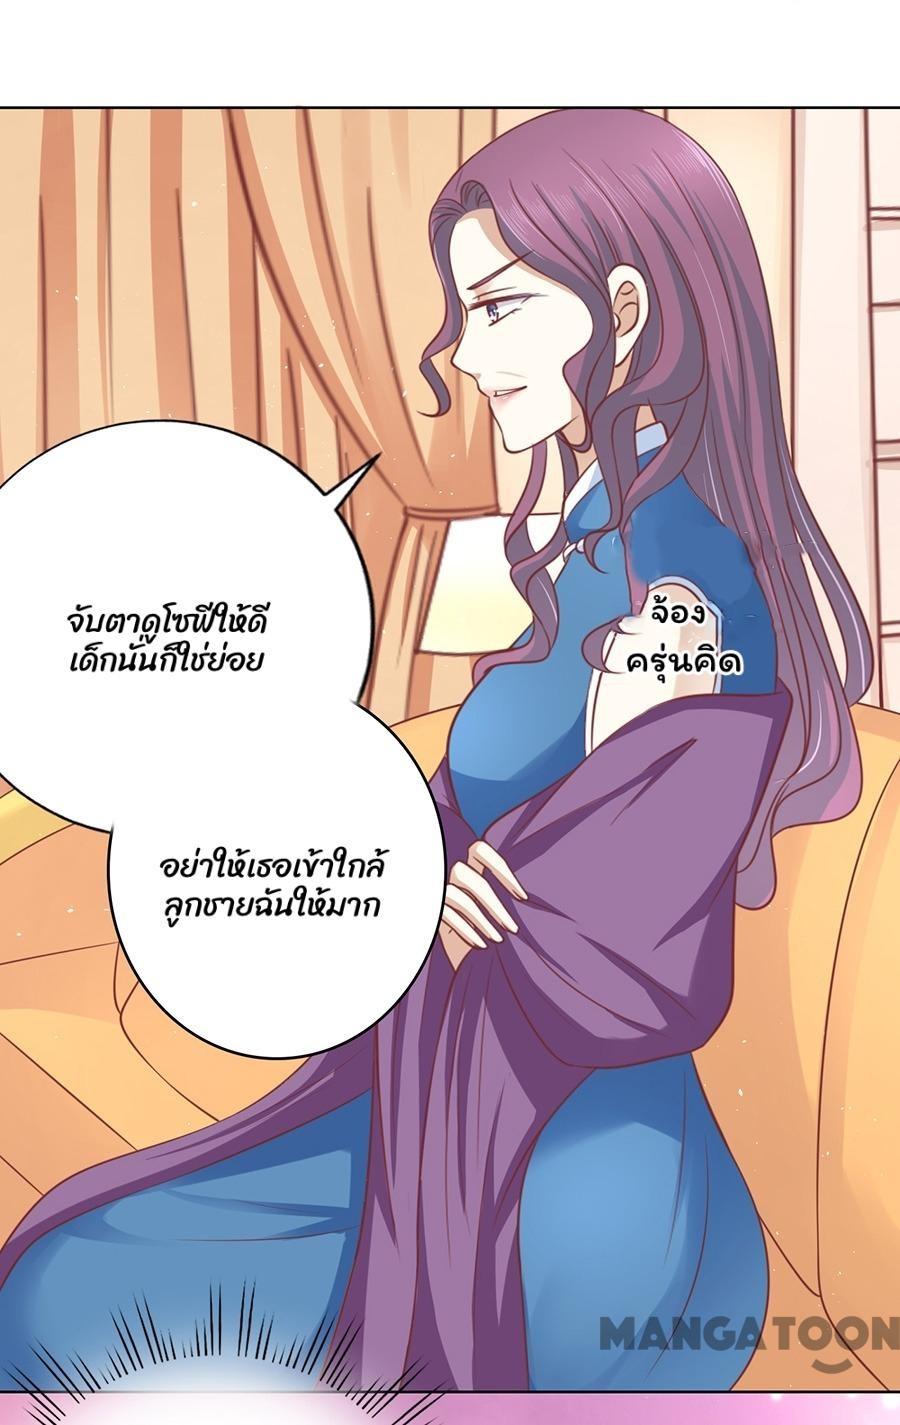 จับตาดูโซฟีให้ดี
เด็กนั่นก็ใช่ย่อย
จ้อง
ครุ่นคิด
อย่าให้เธอเข้าใกล้
ลูกชายฉันให้มาก
MANGATOON